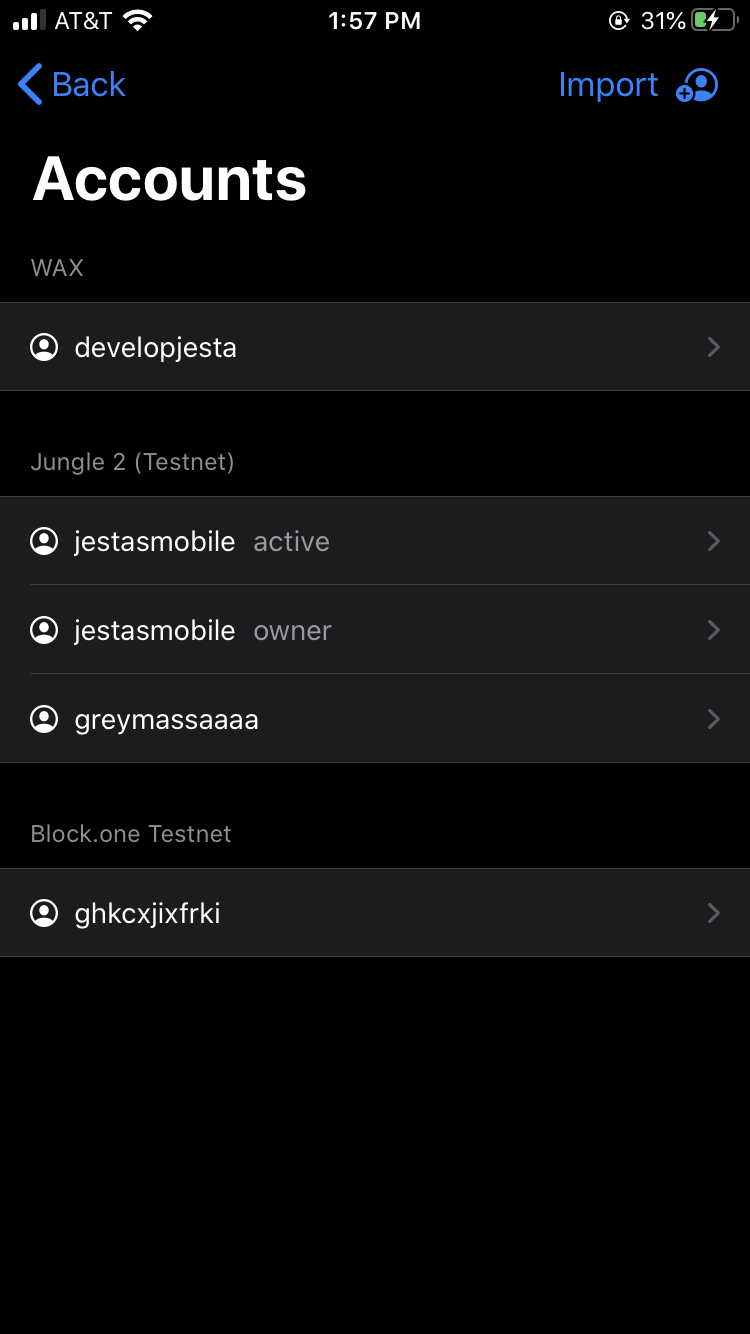 AT&T 1:57 PM 31%
Back Import
Accounts
WAX
developjesta
Jungle 2 (Testnet)
jestasmobile active
jestasmobile owner
greymassaaaa
Block.one Testnet
ghkcxjixfrki